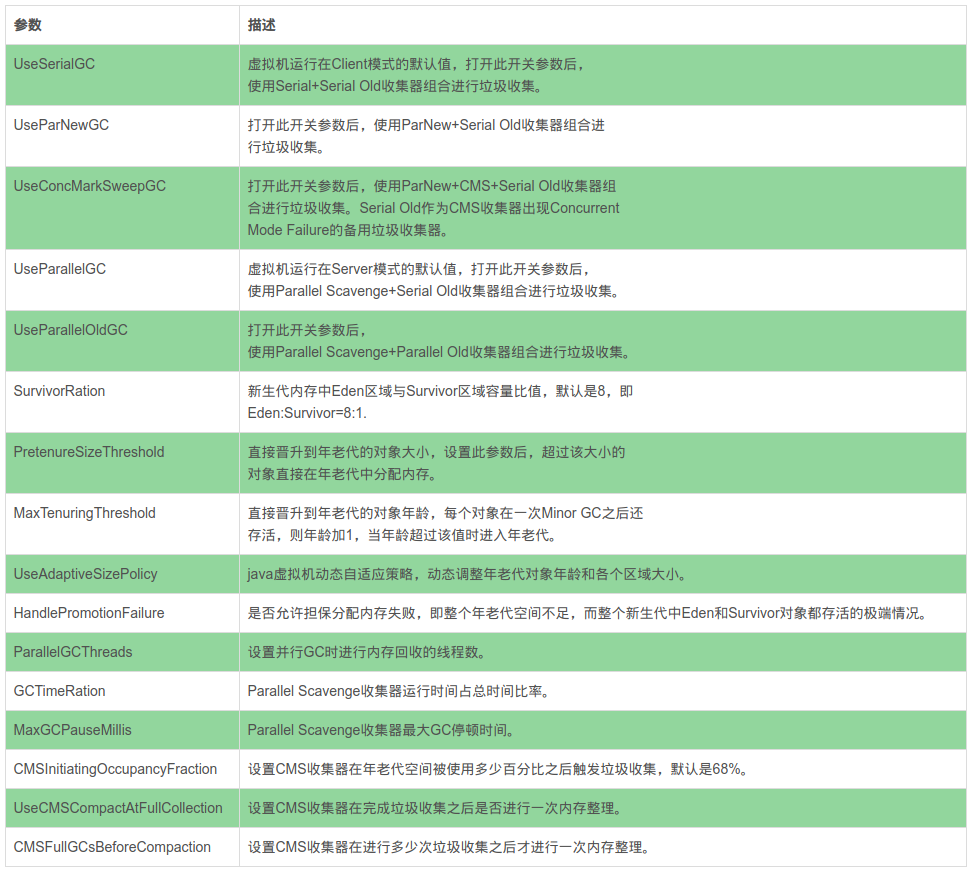 参数 描述
UseSerialGC 虚拟机运行在Client模式的默认值，打开此开关参数后，
使用Serial+Serial Old收集器组合进行垃圾收集。
UseParNewGC 打开此开关参数后，使用ParNew+Serial Old收集器组合进
行垃圾收集。
UseConcMarkSweepGC 打开此开关参数后，使用ParNew+CMS+Serial Old收集器组
合进行垃圾收集。Serial Old作为CMS收集器出现Concurrent
Mode Failure的备用垃圾收集器。
UseParallelGC 虚拟机运行在Server模式的默认值，打开此开关参数后，
使用Parallel Scavenge+Serial Old收集器组合进行垃圾收集。
UseParallelOldGC 打开此开关参数后，
使用Parallel Scavenge+Parallel Old收集器组合进行垃圾收集。
SurvivorRation 新生代内存中Eden区域与Survivor区域容量比值，默认是8，即
Eden:Survivor=8:1.
PretenureSizeThreshold 直接晋升到年老代的对象大小，设置此参数后，超过该大小的
对象直接在年老代中分配内存。
MaxTenuringThreshold 直接晋升到年老代的对象年龄，每个对象在一次Minor GC之后还
存活，则年龄加1，当年龄超过该值时进入年老代。
UseAdaptiveSizePolicy java虚拟机动态自适应策略，动态调整年老代对象年龄和各个区域大小。
HandlePromotionFailure 是否允许担保分配内存失败，即整个年老代空间不足，而整个新生代中Eden和Survivor对象都存活的极端情况。
ParallelGCThreads 设置并行GC时进行内存回收的线程数。
GCTimeRation Parallel Scavenge收集器运行时间占总时间比率。
MaxGCPauseMillis Parallel Scavenge收集器最大GC停顿时间。
CMSInitiatingOccupancyFraction 设置CMS收集器在年老代空间被使用多少百分比之后触发垃圾收集，默认是68%。
UseCMSCompactAtFullCollection 设置CMS收集器在完成垃圾收集之后是否进行一次内存整理。
CMSFullGCsBeforeCompaction 设置CMS收集器在进行多少次垃圾收集之后才进行一次内存整理。